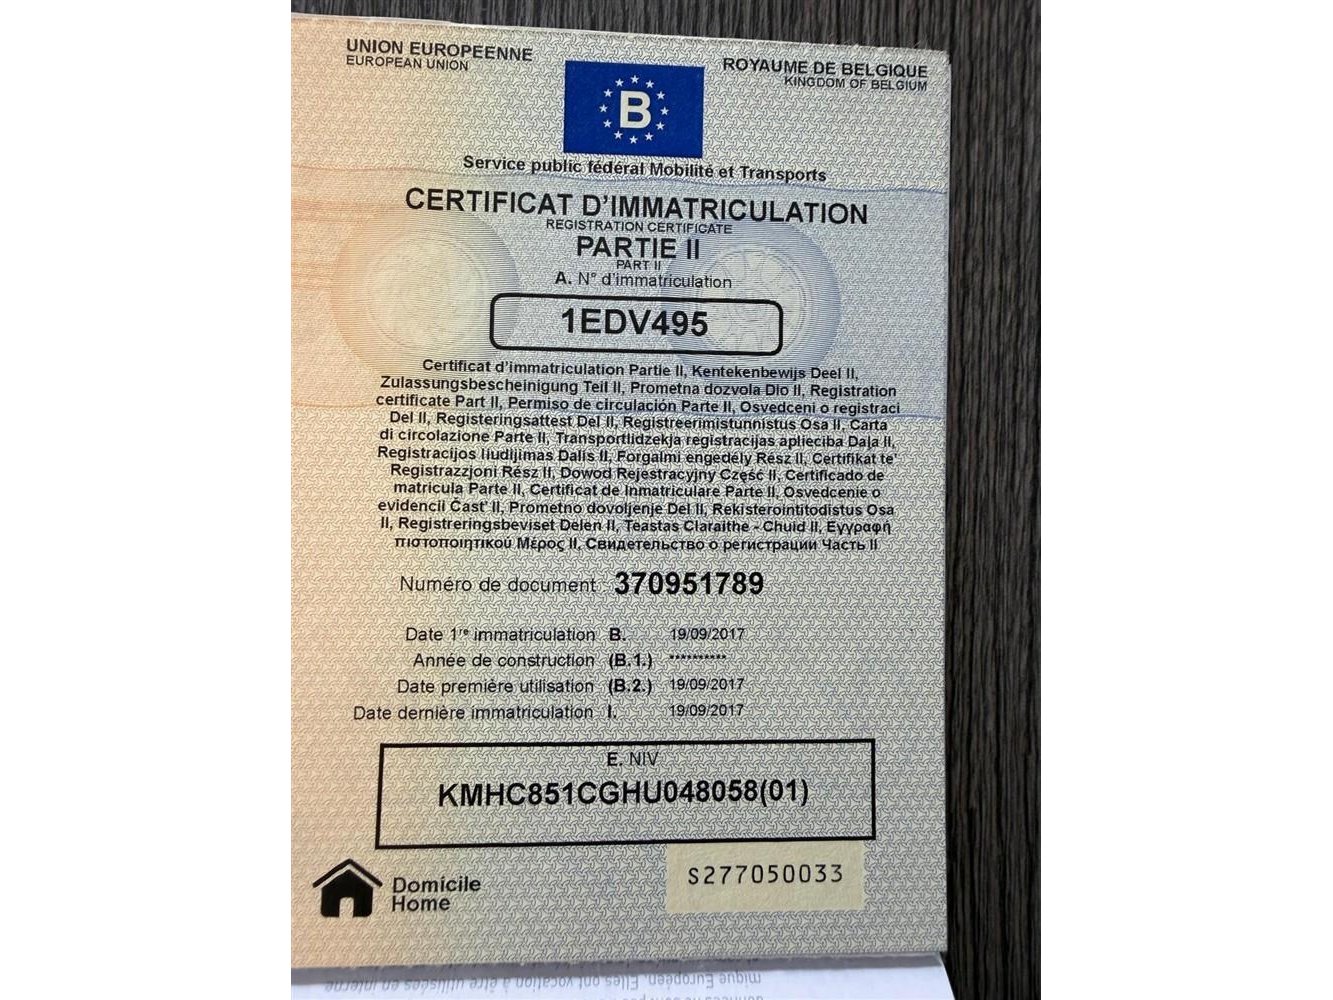 UNION EUROPEENNE
EUROPEAN UNION
ROYAUME DE BELGIQUE
KINGDOM OF BELGIUM
B
Service public fédéral Mobilité et Transports
CERTIFICAT D'IMMATRICULATION
REGISTRATION CERTIFICATE
PARTIE II
PART II
A. N° d'immatriculation
1EDV495
Certificat d'immatriculation Partie II, Kentekenbewijs Deel II,
Zulassungsbescheinigung Teil II, Prometna dozvola Dio II, Registration
certificate Part II, Permiso de circulación Parte II, Osvedceni o registraci
Del II, Registeringsattest Del II, Registreerimistunnistus Osa II, Carta
di circolazione Parte II, Transportlidzekja registracijas aplieciba Daļa II,
Registracijos liudijimas Dalis II, Forgalmi engedély Rész II, Certifikat te'
Registrazzjoni Rész II, Dowod Rejestracyjny Część II, Certificado de
matricula Parte II, Certificat de Inmatriculare Parte II, Osvedcenie o
evidencii Čast' II, Prometno dovoljenje Del II, Rekisterointitodistus Osa
II, Registreringsbeviset Delen II, Teastas Claraithe - Chuid II, Εγγραφή
πιστοποιητικού Μέρος II, Свидетельство о регистрации Часть II
Numéro de document 370951789
Date 1re immatriculation B. 19/09/2017
Année de construction (B.1.) **********
Date première utilisation (B.2.) 19/09/2017
Date dernière immatriculation I. 19/09/2017
E. NIV
KMHC851CGHU048058(01)
Domicile
Home
S277050033